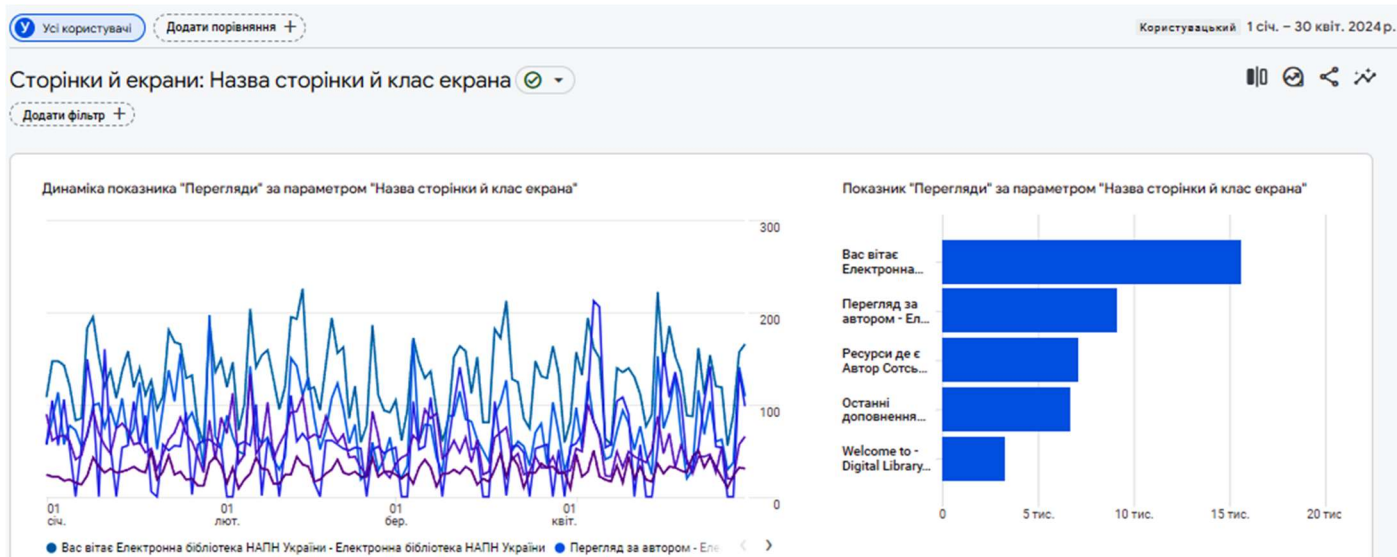 У Усі користувачі Додати порівняння + Користувацький 1 січ. – 30 квіт. 2024 р.
Сторінки й екрани: Назва сторінки й клас екрана
Додати фільтр +
Динаміка показника "Перегляди" за параметром "Назва сторінки й клас екрана"
300
200
100
0
01
січ.
01
лют.
01
бер.
01
квіт.
Вас вітає Електронна бібліотека НАПН України - Електронна бібліотека НАПН України Перегляд за автором - Еле
Показник "Перегляди" за параметром "Назва сторінки й клас екрана"
Вас вітає
Електронна...
Перегляд за
автором - Ел...
Ресурси де є
Автор Сотсь...
Останні
доповнення...
Welcome to -
Digital Library...
0 5 тис. 10 тис. 15 тис. 20 тис